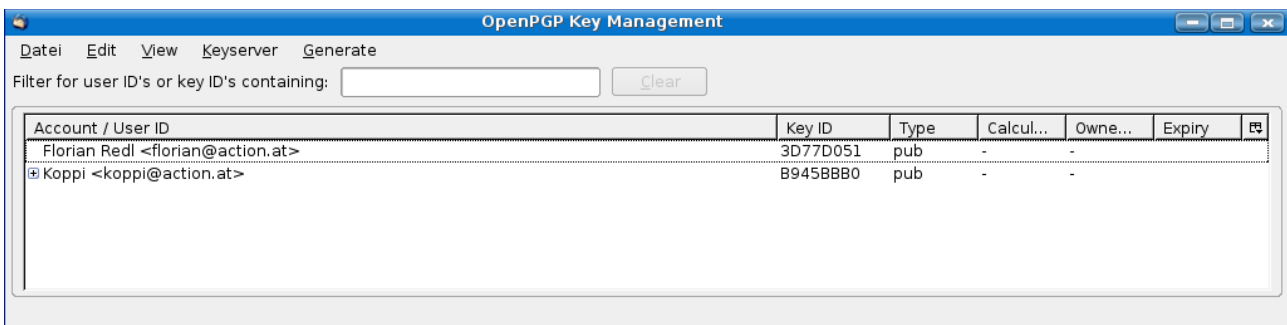 OpenPGP Key Management
Datei Edit View Keyserver Generate
Filter for user ID's or key ID's containing: Clear
Account / User ID Key ID Type Calcul... Owne... Expiry
Florian Redl <florian@action.at> 3D77D051 pub - -
Koppi <koppi@action.at> B945BBB0 pub - -